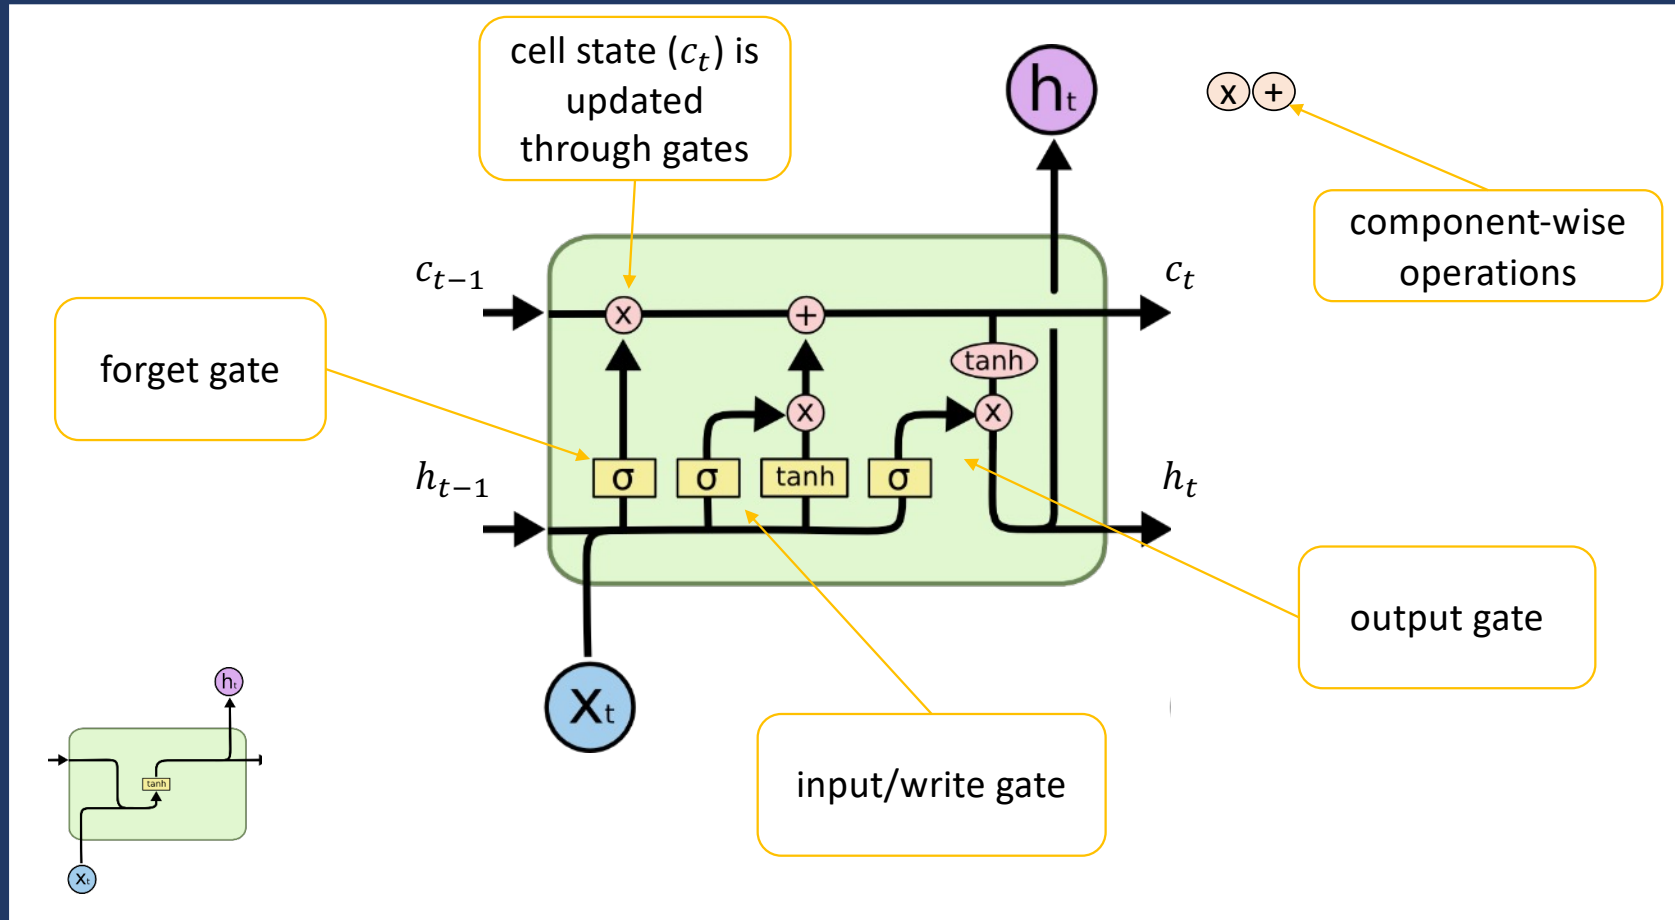 cell state (c_t) is
updated
through gates
h_t
x +
component-wise
operations
c_{t−1}
c_t
x
+
tanh
forget gate
x
x
h_{t−1}
σ
σ
tanh
σ
h_t
output gate
x_t
input/write gate
h_t
tanh
x_t